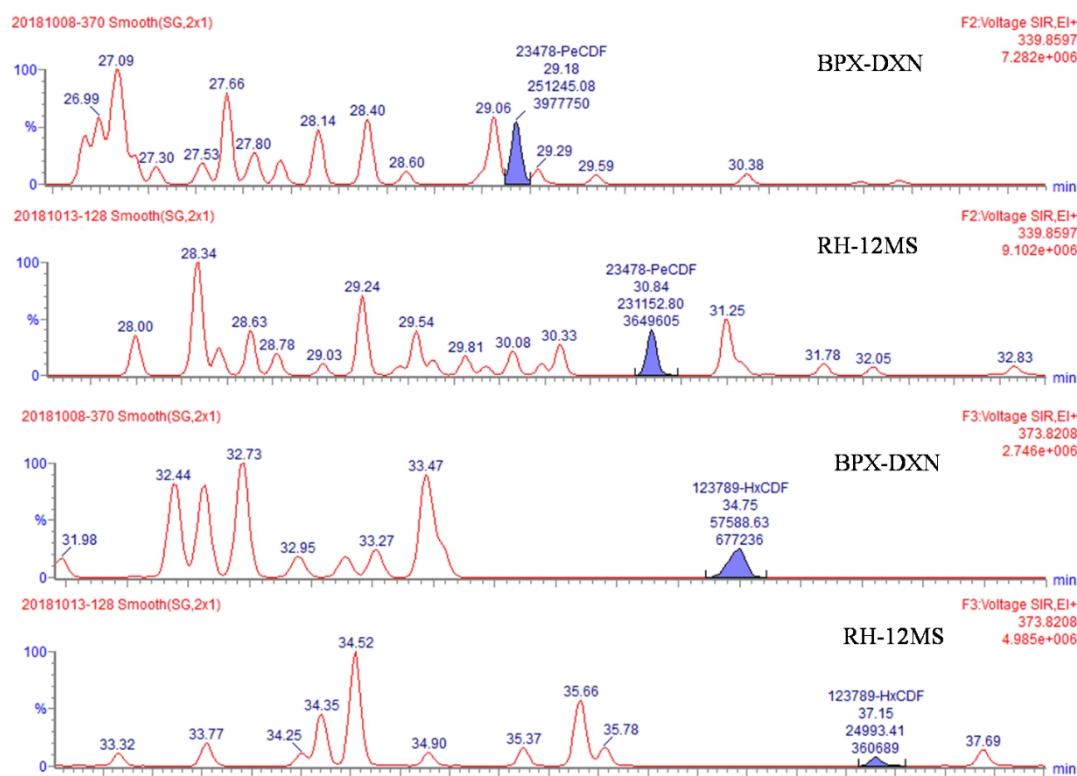 20181008-370 Smooth(SG,2x1)
F2:Voltage SIR,EI+
339.8597
7.282e+006
BPX-DXN
23478-PeCDF
29.18
251245.08
3977750
100
%
0
26.99
27.09
27.30
27.53
27.66
27.80
28.14
28.40
28.60
29.06
29.29
29.59
30.38
min
20181013-128 Smooth(SG,2x1)
F2:Voltage SIR,EI+
339.8597
9.102e+006
RH-12MS
23478-PeCDF
30.84
231152.80
3649605
100
%
0
28.00
28.34
28.63
28.78
29.03
29.24
29.54
29.81
30.08
30.33
31.25
31.78
32.05
32.83
min
20181008-370 Smooth(SG,2x1)
F3:Voltage SIR,EI+
373.8208
2.746e+006
BPX-DXN
123789-HxCDF
34.75
57588.63
677236
100
%
0
31.98
32.44
32.73
32.95
33.27
33.47
min
20181013-128 Smooth(SG,2x1)
F3:Voltage SIR,EI+
373.8208
4.985e+006
RH-12MS
123789-HxCDF
37.15
24993.41
360689
100
%
0
33.32
33.77
34.25
34.35
34.52
34.90
35.37
35.66
35.78
37.69
min